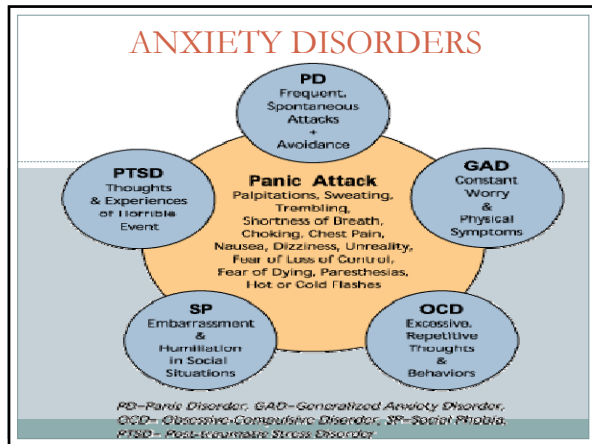 ANXIETY DISORDERS
PD
Frequent,
Spontaneous
Attacks
+
Avoidance
PTSD
Thoughts
& Experiences
of Horrible
Event
Panic Attack
Palpitations, Sweating,
Trembling,
Shortness of Breath,
Choking, Chest Pain,
Nausea, Dizziness, Unreality,
Fear of Loss of Control,
Fear of Dying, Paresthesias,
Hot or Cold Flashes
GAD
Constant
Worry
&
Physical
Symptoms
SP
Embarrassment
&
Humiliation
in Social
Situations
OCD
Excessive,
Repetitive
Thoughts
&
Behaviors
PD–Panic Disorder, GAD–Generalized Anxiety Disorder,
OCD– Obsessive-Compulsive Disorder, SP–Social Phobia,
PTSD– Post-traumatic Stress Disorder